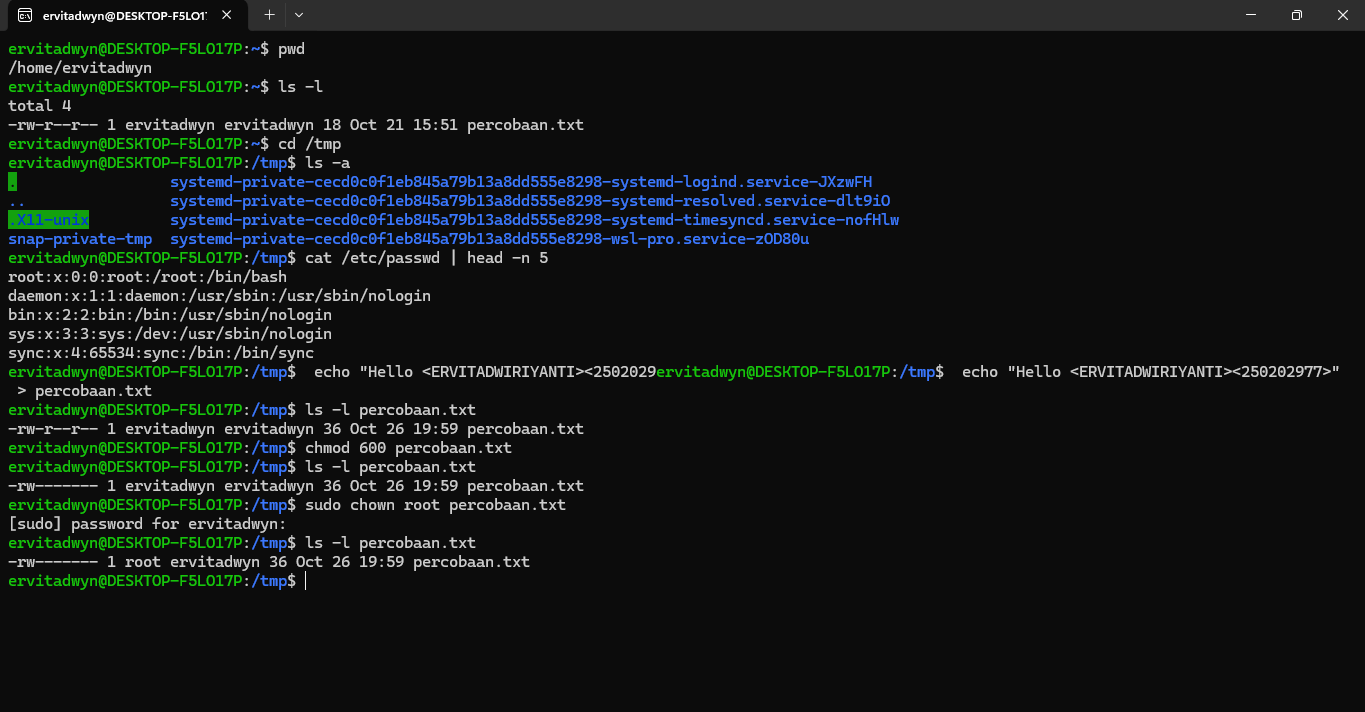 ervitadwyn@DESKTOP-F5LO17
ervitadwyn@DESKTOP-F5LO17P:~$ pwd
/home/ervitadwyn
ervitadwyn@DESKTOP-F5LO17P:~$ ls -l
total 4
-rw-r--r-- 1 ervitadwyn ervitadwyn 18 Oct 21 15:51 percobaan.txt
ervitadwyn@DESKTOP-F5LO17P:~$ cd /tmp
ervitadwyn@DESKTOP-F5LO17P:/tmp$ ls -a
. systemd-private-cecd0c0f1eb845a79b13a8dd555e8298-systemd-logind.service-JXzwFH
.. systemd-private-cecd0c0f1eb845a79b13a8dd555e8298-systemd-resolved.service-dlt9iO
.X11-unix systemd-private-cecd0c0f1eb845a79b13a8dd555e8298-systemd-timesyncd.service-nofHlw
snap-private-tmp systemd-private-cecd0c0f1eb845a79b13a8dd555e8298-wsl-pro.service-zOD80u
ervitadwyn@DESKTOP-F5LO17P:/tmp$ cat /etc/passwd | head -n 5
root:x:0:0:root:/root:/bin/bash
daemon:x:1:1:daemon:/usr/sbin:/usr/sbin/nologin
bin:x:2:2:bin:/bin:/usr/sbin/nologin
sys:x:3:3:sys:/dev:/usr/sbin/nologin
sync:x:4:65534:sync:/bin:/bin/sync
ervitadwyn@DESKTOP-F5LO17P:/tmp$  echo "Hello <ERVITADWIRIYANTI><2502029ervitadwyn@DESKTOP-F5LO17P:/tmp$  echo "Hello <ERVITADWIRIYANTI><250202977>"
 > percobaan.txt
ervitadwyn@DESKTOP-F5LO17P:/tmp$ ls -l percobaan.txt
-rw-r--r-- 1 ervitadwyn ervitadwyn 36 Oct 26 19:59 percobaan.txt
ervitadwyn@DESKTOP-F5LO17P:/tmp$ chmod 600 percobaan.txt
ervitadwyn@DESKTOP-F5LO17P:/tmp$ ls -l percobaan.txt
-rw------- 1 ervitadwyn ervitadwyn 36 Oct 26 19:59 percobaan.txt
ervitadwyn@DESKTOP-F5LO17P:/tmp$ sudo chown root percobaan.txt
[sudo] password for ervitadwyn:
ervitadwyn@DESKTOP-F5LO17P:/tmp$ ls -l percobaan.txt
-rw------- 1 root ervitadwyn 36 Oct 26 19:59 percobaan.txt
ervitadwyn@DESKTOP-F5LO17P:/tmp$